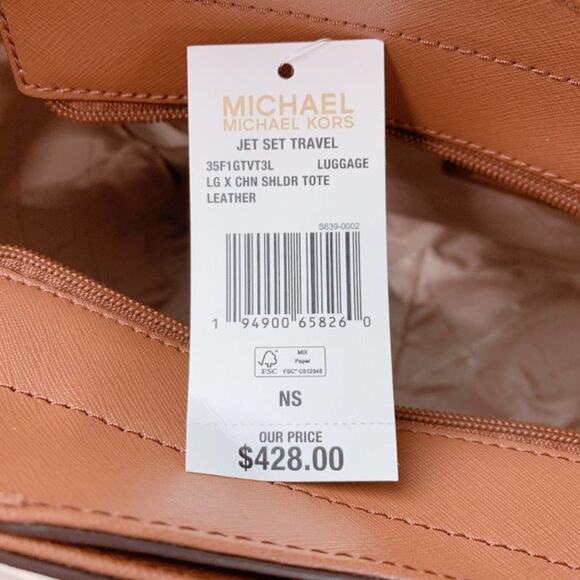 MICHAEL
MICHAEL KORS
JET SET TRAVEL
35F1GTVT3L LUGGAGE
LG X CHN SHLDR TOTE
LEATHER
S639-0002
1 94900 65826 0
FSC
MIX
Paper
FSC® C012345
NS
OUR PRICE
$428.00